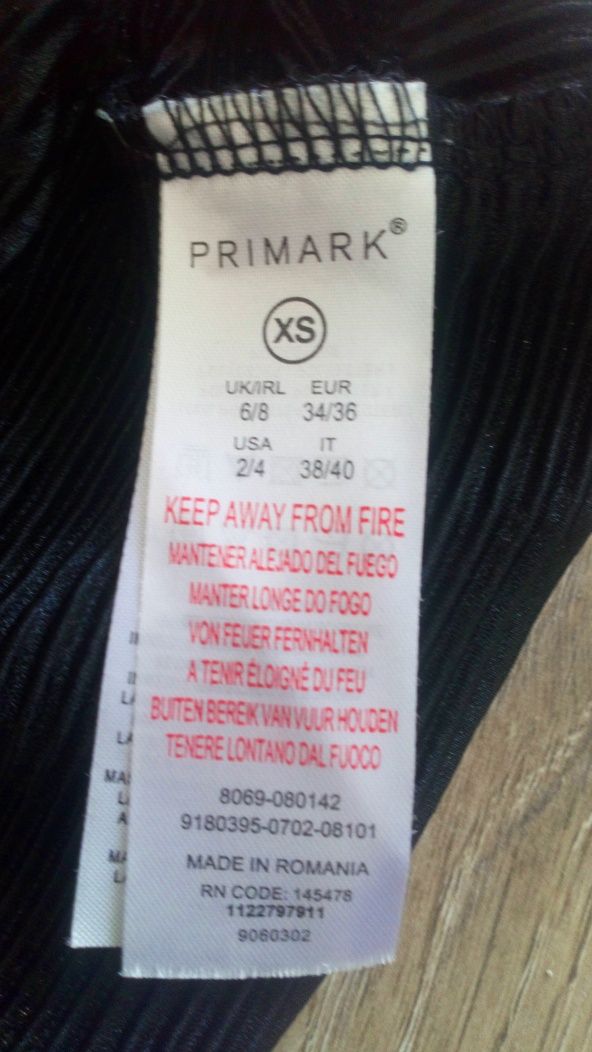 PRIMARK®
XS
UK/IRL EUR
6/8 34/36
USA IT
2/4 38/40
KEEP AWAY FROM FIRE
MANTENER ALEJADO DEL FUEGO
MANTER LONGE DO FOGO
VON FEUER FERNHALTEN
A TENIR ÉLOIGNÉ DU FEU
BUITEN BEREIK VAN VUUR HOUDEN
TENERE LONTANO DAL FUOCO
8069-080142
9180395-0702-08101
MADE IN ROMANIA
RN CODE: 145478
1122797911
9060302